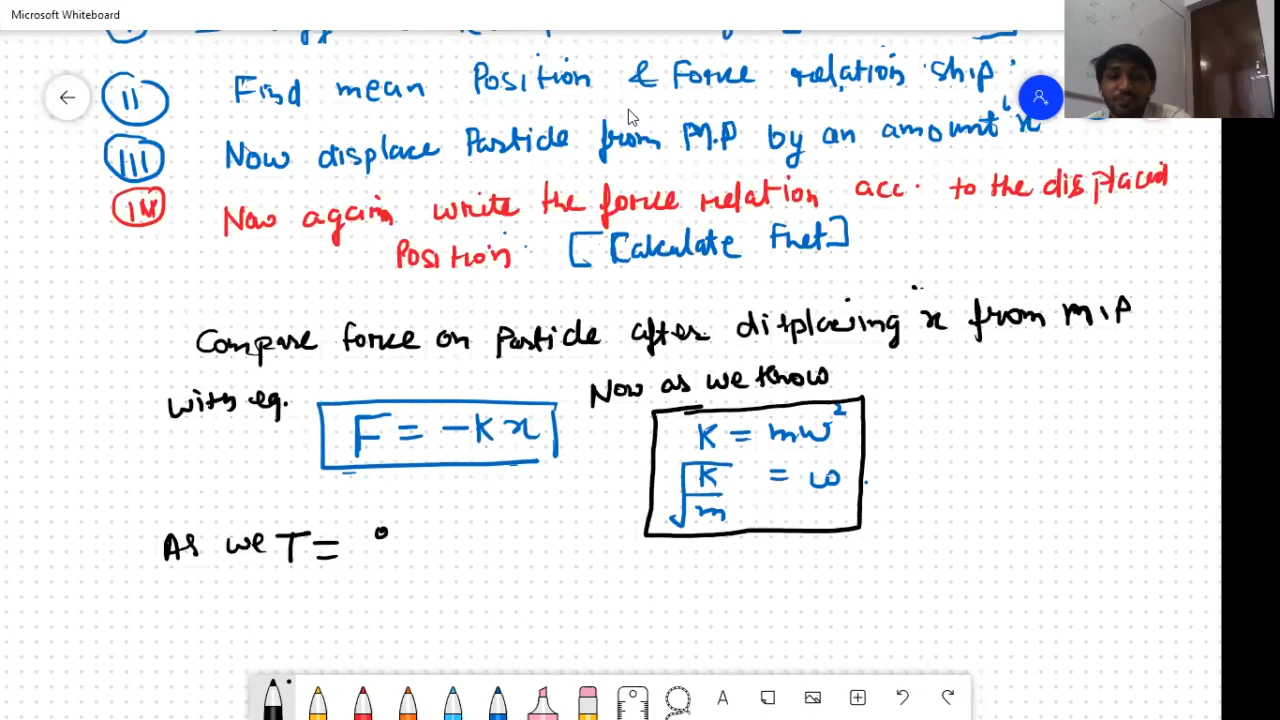 Microsoft Whiteboard
(ii) Find mean Position & Force relation ship
(iii) Now displace Particle from M.P by an amount 'x'
(iv) Now again write the force relation acc. to the displaced
Position. [Calculate Fnet]
Compare force on Particle after displacing x from M.P
with eq. F = -Kx
Now as we know
K = mω²
√K/m = ω
As we T =
A